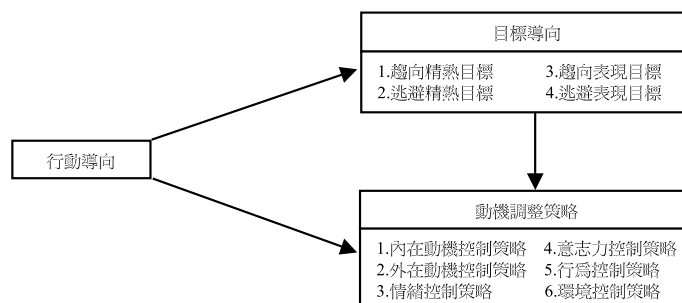 目標導向
1.趨向精熟目標 3.趨向表現目標
2.逃避精熟目標 4.逃避表現目標
行動導向
動機調整策略
1.內在動機控制策略 4.意志力控制策略
2.外在動機控制策略 5.行為控制策略
3.情緒控制策略 6.環境控制策略